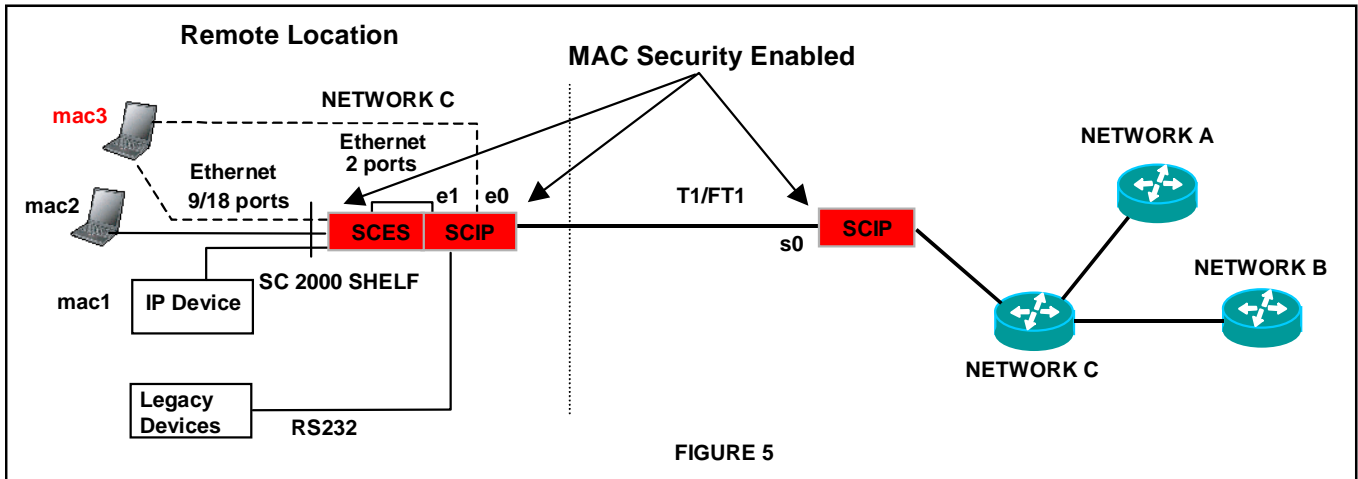 Remote Location
MAC Security Enabled
mac3
NETWORK C
Ethernet
2 ports
Ethernet
9/18 ports
mac2
e1
e0
T1/FT1
NETWORK A
SCES
SCIP
s0
SCIP
SC 2000 SHELF
mac1
IP Device
NETWORK B
NETWORK C
Legacy
Devices
RS232
FIGURE 5